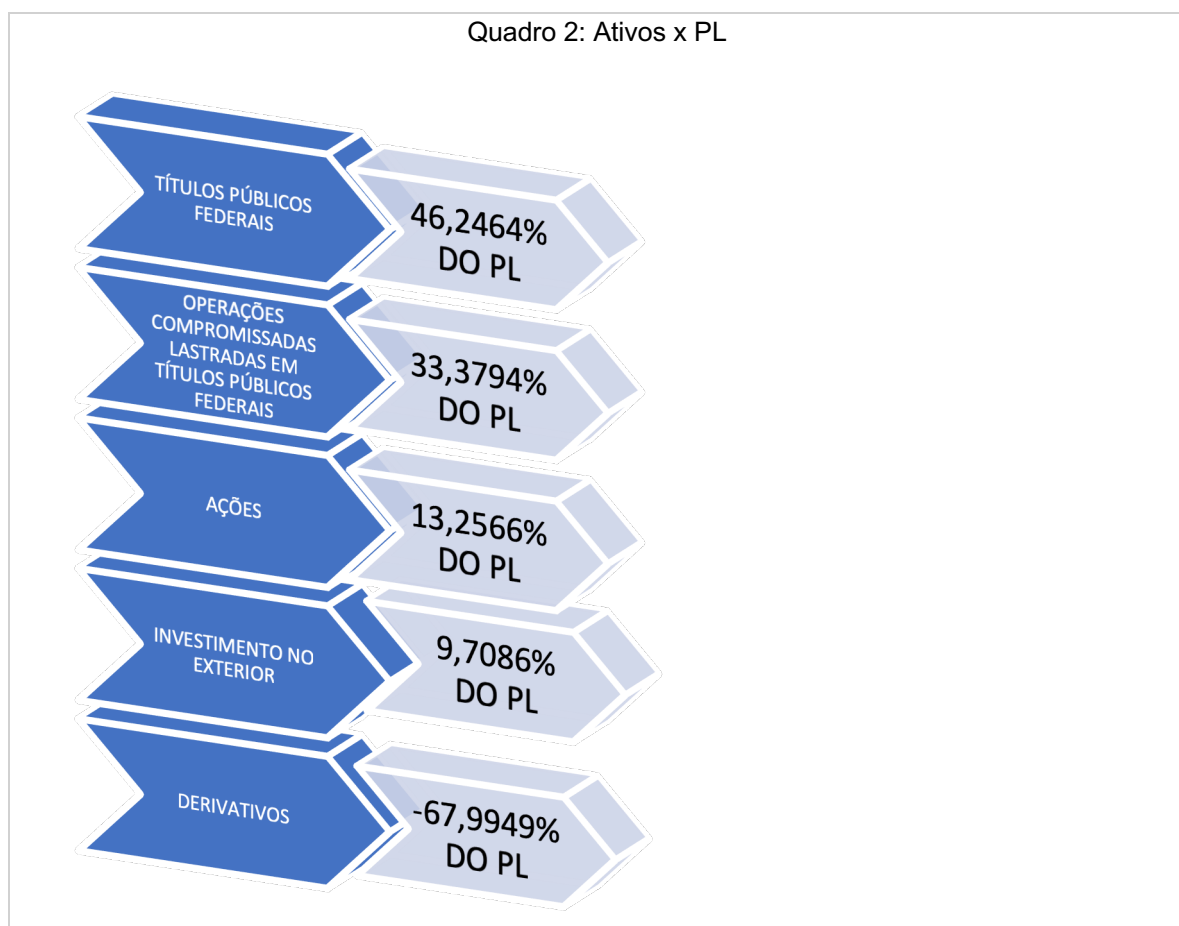 Quadro 2: Ativos x PL
TÍTULOS PÚBLICOS
FEDERAIS
46,2464%
DO PL
OPERAÇÕES
COMPROMISSADAS
LASTRADAS EM
TÍTULOS PÚBLICOS
FEDERAIS
33,3794%
DO PL
AÇÕES
13,2566%
DO PL
INVESTIMENTO NO
EXTERIOR
9,7086%
DO PL
DERIVATIVOS
-67,9949%
DO PL